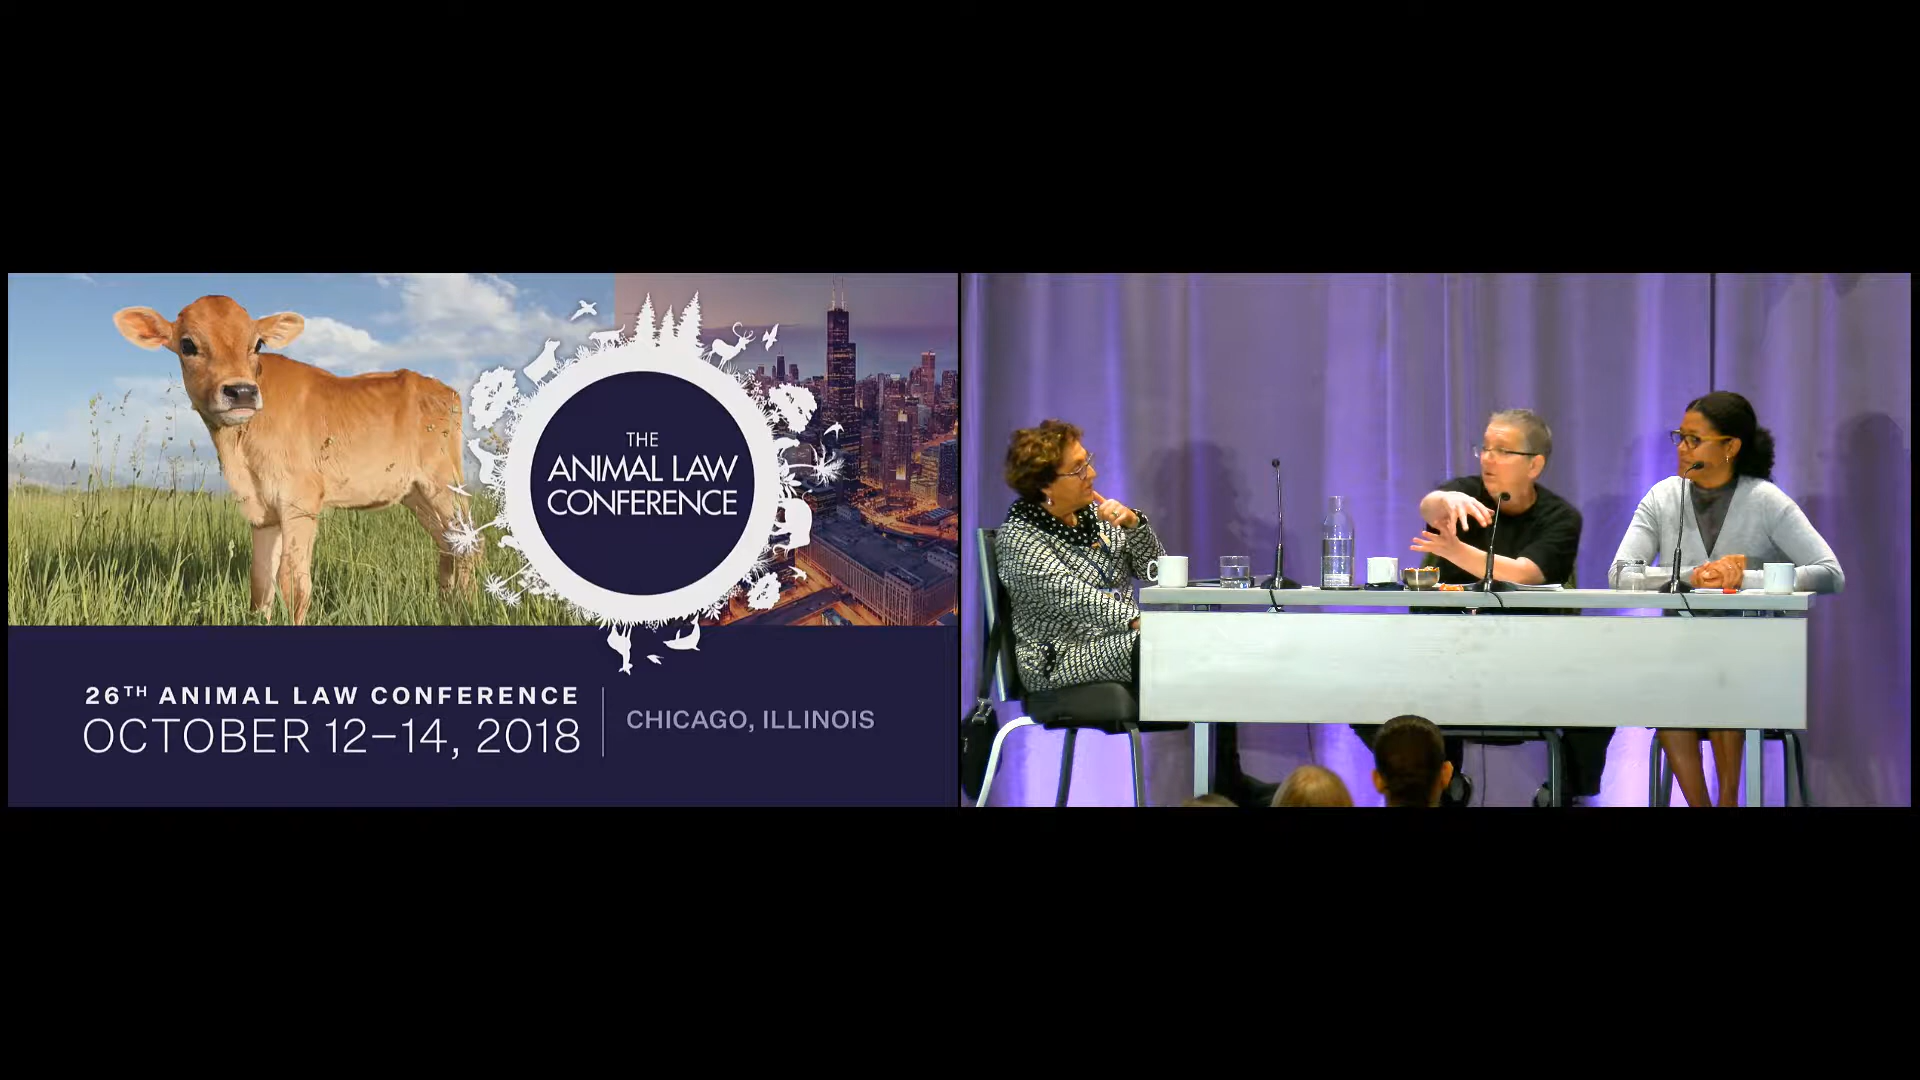 THE
ANIMAL LAW
CONFERENCE
26TH ANIMAL LAW CONFERENCE
OCTOBER 12–14, 2018
CHICAGO, ILLINOIS